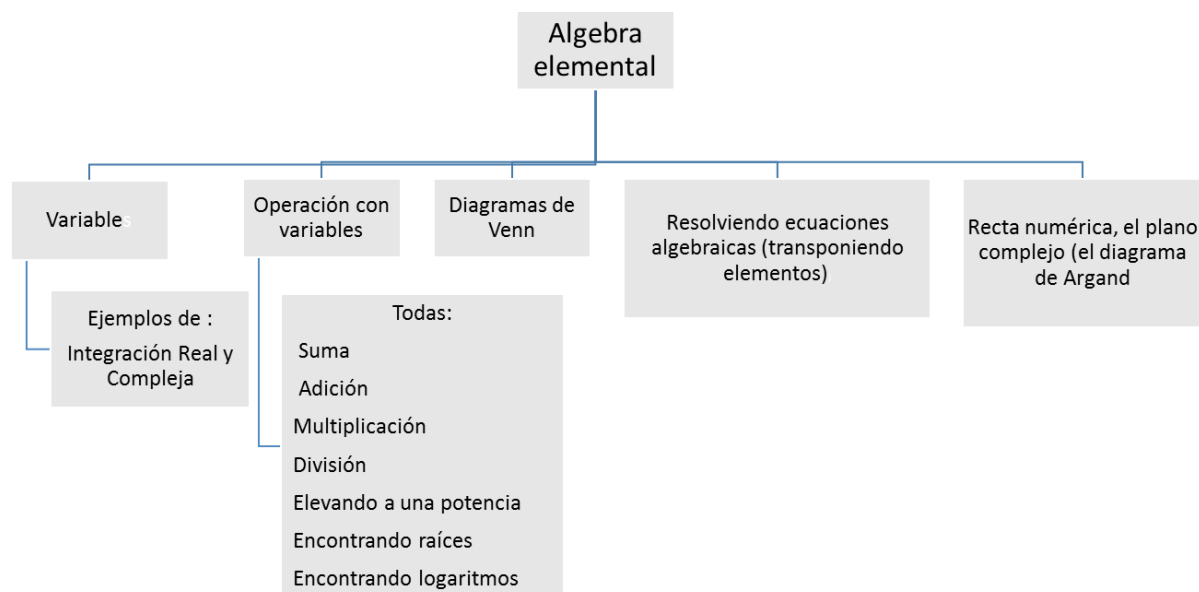 Algebra
elemental
Variables
Operación con
variables
Diagramas de
Venn
Resolviendo ecuaciones
algebraicas (transponiendo
elementos)
Recta numérica, el plano
complejo (el diagrama
de Argand
Ejemplos de :
Integración Real y
Compleja
Todas:
Suma
Adición
Multiplicación
División
Elevando a una potencia
Encontrando raíces
Encontrando logaritmos